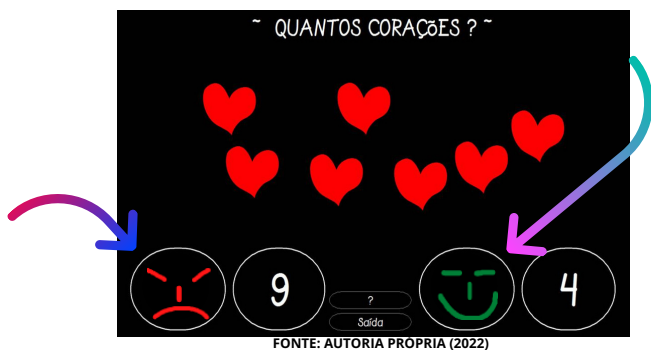 ~ QUANTOS CORAÇÕES ? ~
9
4
?
Saída
FONTE: AUTORIA PRÓPRIA (2022)